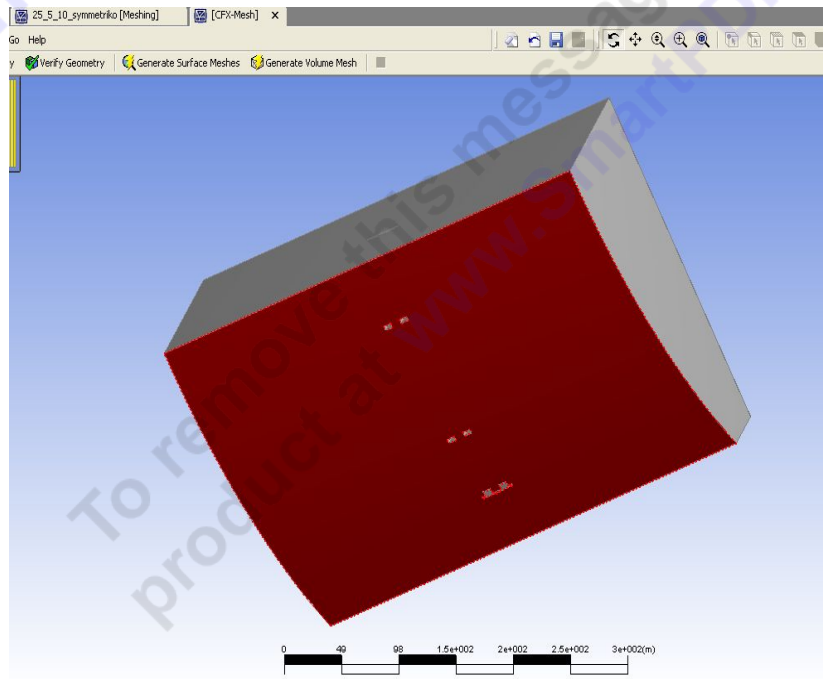 25_5_10_symmetriko [Meshing] [CFX-Mesh] X
Go Help
y Verify Geometry Generate Surface Meshes Generate Volume Mesh
To remove this message
product at www.SmartPD
0 49 98 1.5e+002 2e+002 2.5e+002 3e+002(m)